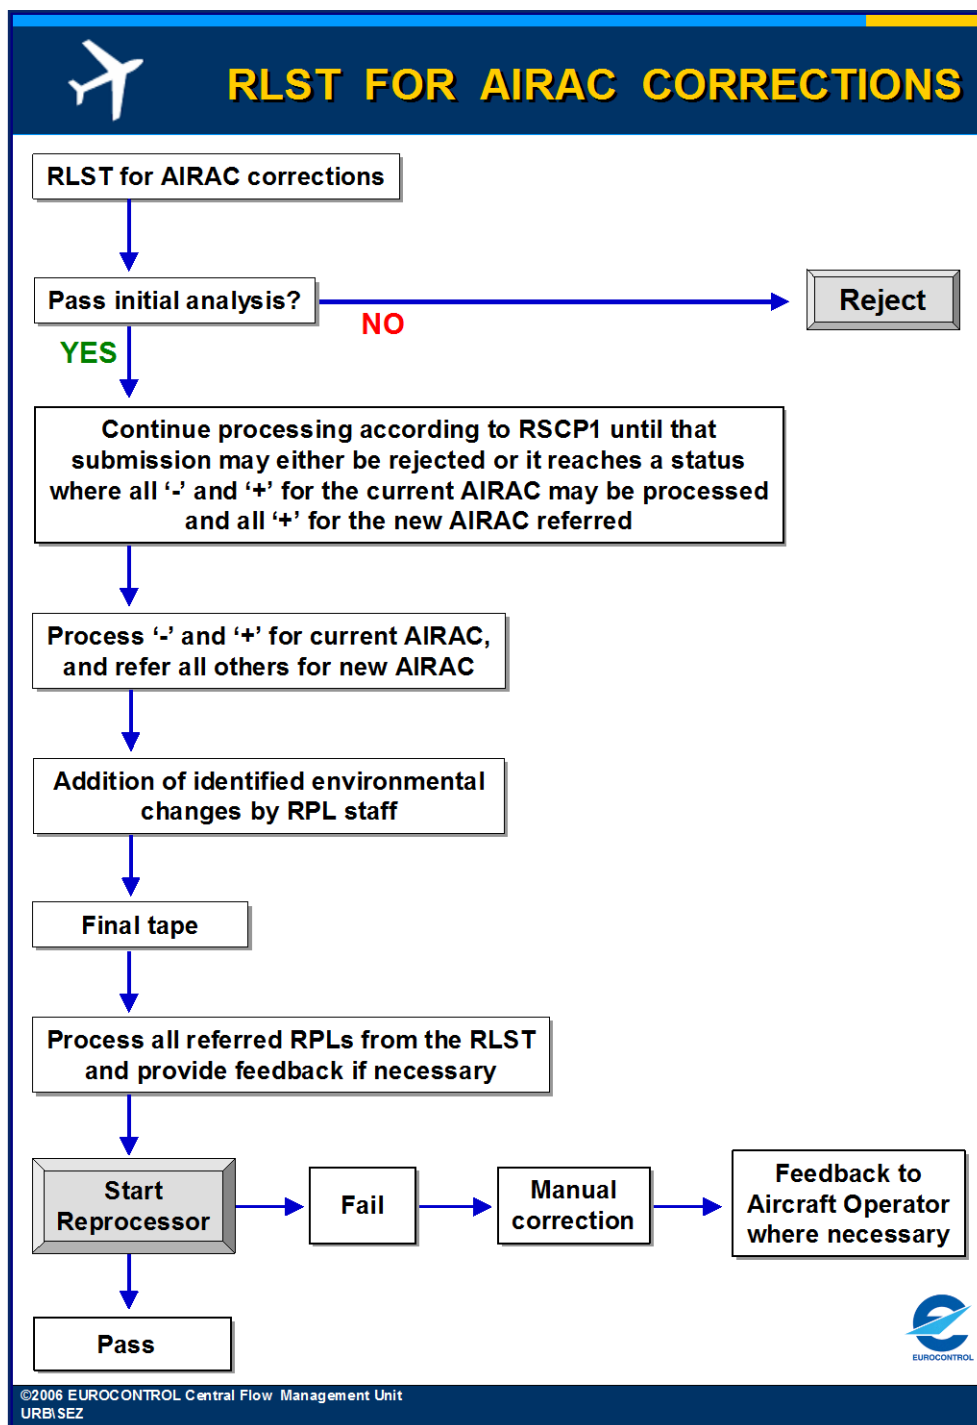 RLST FOR AIRAC CORRECTIONS
RLST for AIRAC corrections
Pass initial analysis?
Reject
NO
YES
Continue processing according to RSCP1 until that
submission may either be rejected or it reaches a status
where all ‘-’ and ‘+’ for the current AIRAC may be processed
and all ‘+’ for the new AIRAC referred
Process ‘-’ and ‘+’ for current AIRAC,
and refer all others for new AIRAC
Addition of identified environmental
changes by RPL staff
Final tape
Process all referred RPLs from the RLST
and provide feedback if necessary
Start
Reprocessor
Fail
Manual
correction
Feedback to
Aircraft Operator
where necessary
Pass
EUROCONTROL
©2006 EUROCONTROL Central Flow Management Unit
URB\SEZ